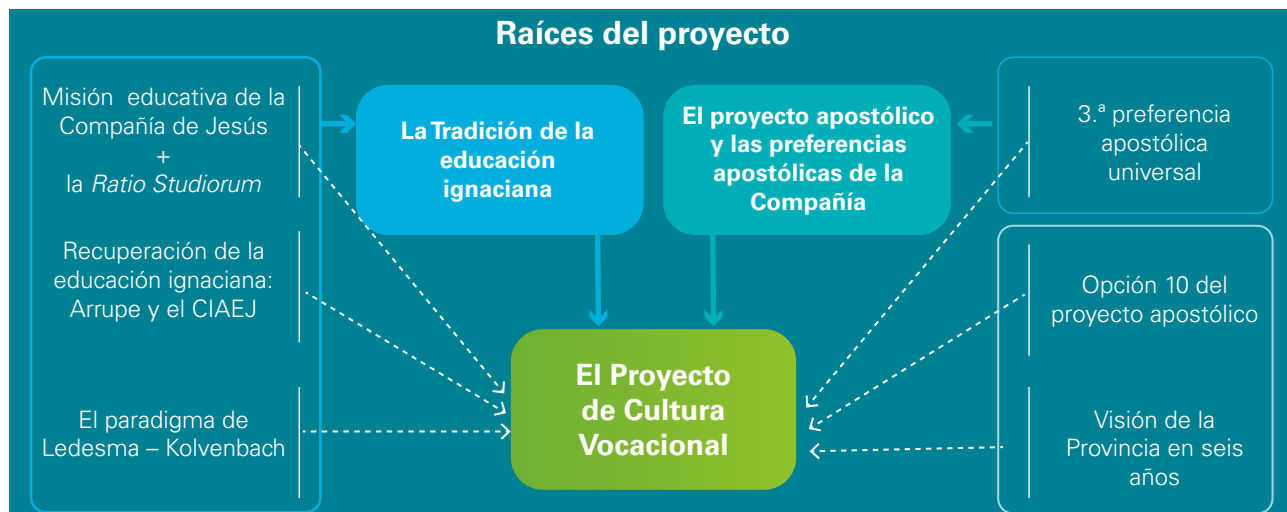 Raíces del proyecto
Misión educativa de la
Compañía de Jesús
+
la Ratio Studiorum
Recuperación de la
educación ignaciana:
Arrupe y el CIAEJ
El paradigma de
Ledesma – Kolvenbach
La Tradición de la
educación
ignaciana
El proyecto apostólico
y las preferencias
apostólicas de la
Compañía
El Proyecto
de Cultura
Vocacional
3.ª preferencia
apostólica
universal
Opción 10 del
proyecto apostólico
Visión de la
Provincia en seis
años